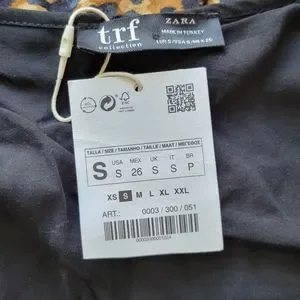 trf
collection
ZARA
MADE IN TURKEY
FSC
TALLA / SIZE / TAMANHO / TAILLE / MAAT / ΜΕΓΕΘΟΣ
S
USA MEX UK IT BR
S 26 S S P
XS S M L XL XXL
ART.: 0003 / 300 / 051